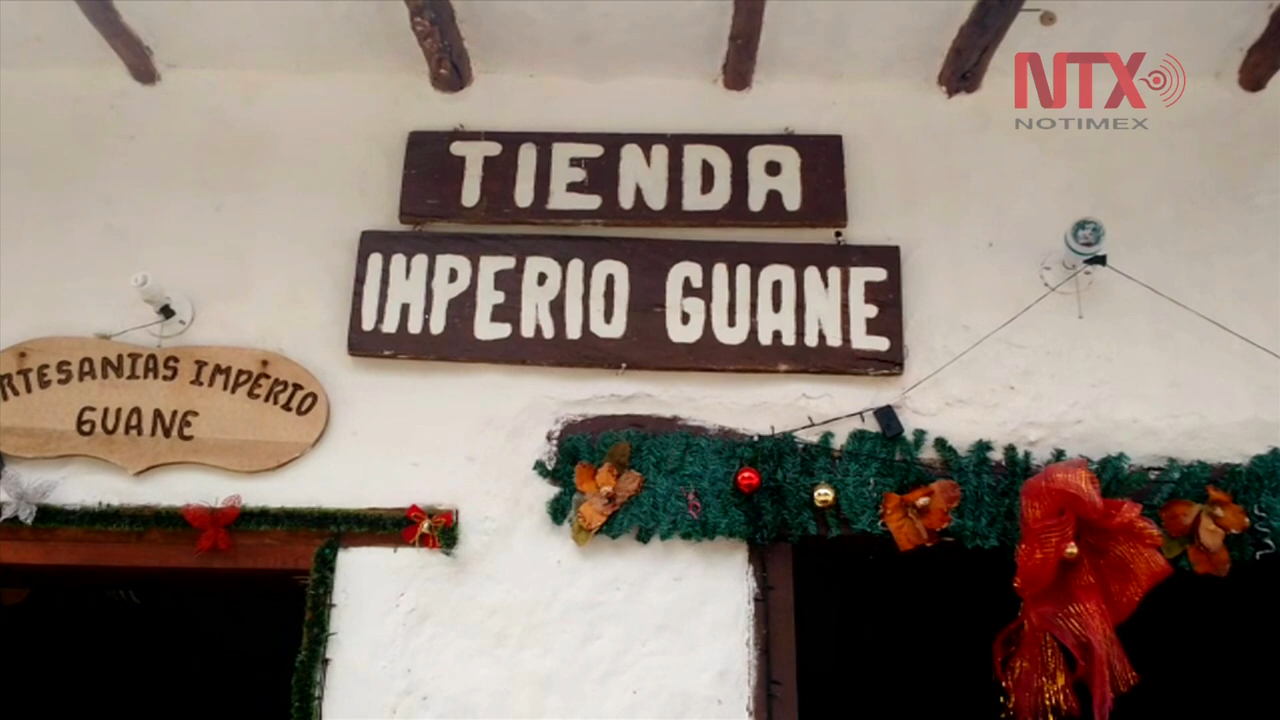 NTX
NOTIMEX
TIENDA
IMPERIO GUANE
RTESANIAS IMPERIO
GUANE